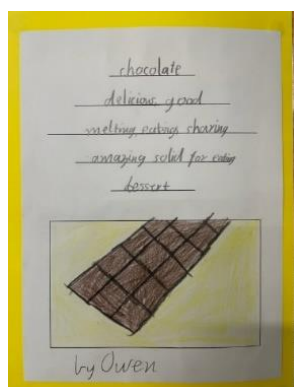 chocolate
delicious, good
melting, eating, sharing
amazing solid for eating
dessert
by Owen